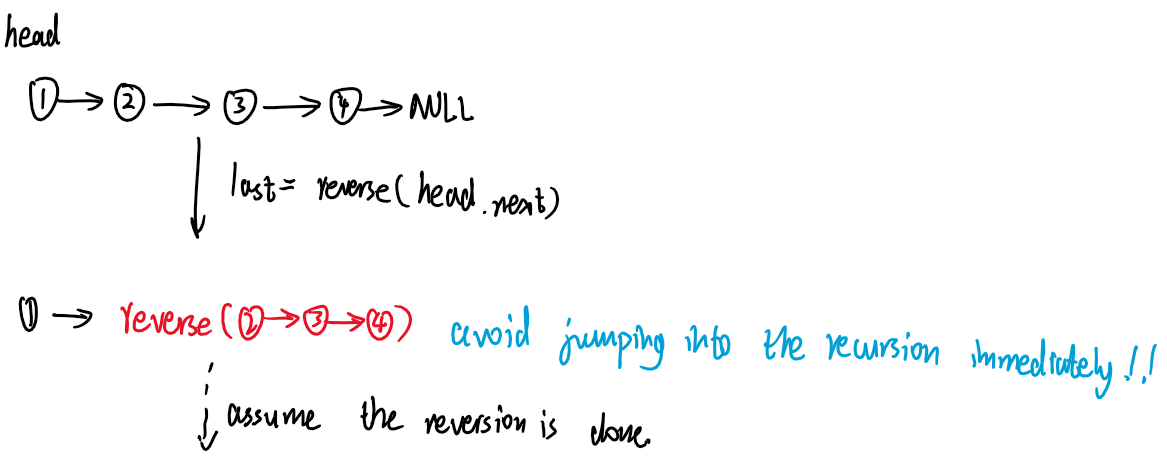 head
① → ② → ③ → ④ → NULL
last = reverse(head.next)
① → reverse(② → ③ → ④) avoid jumping into the recursion immediately!!
assume the reversion is done.